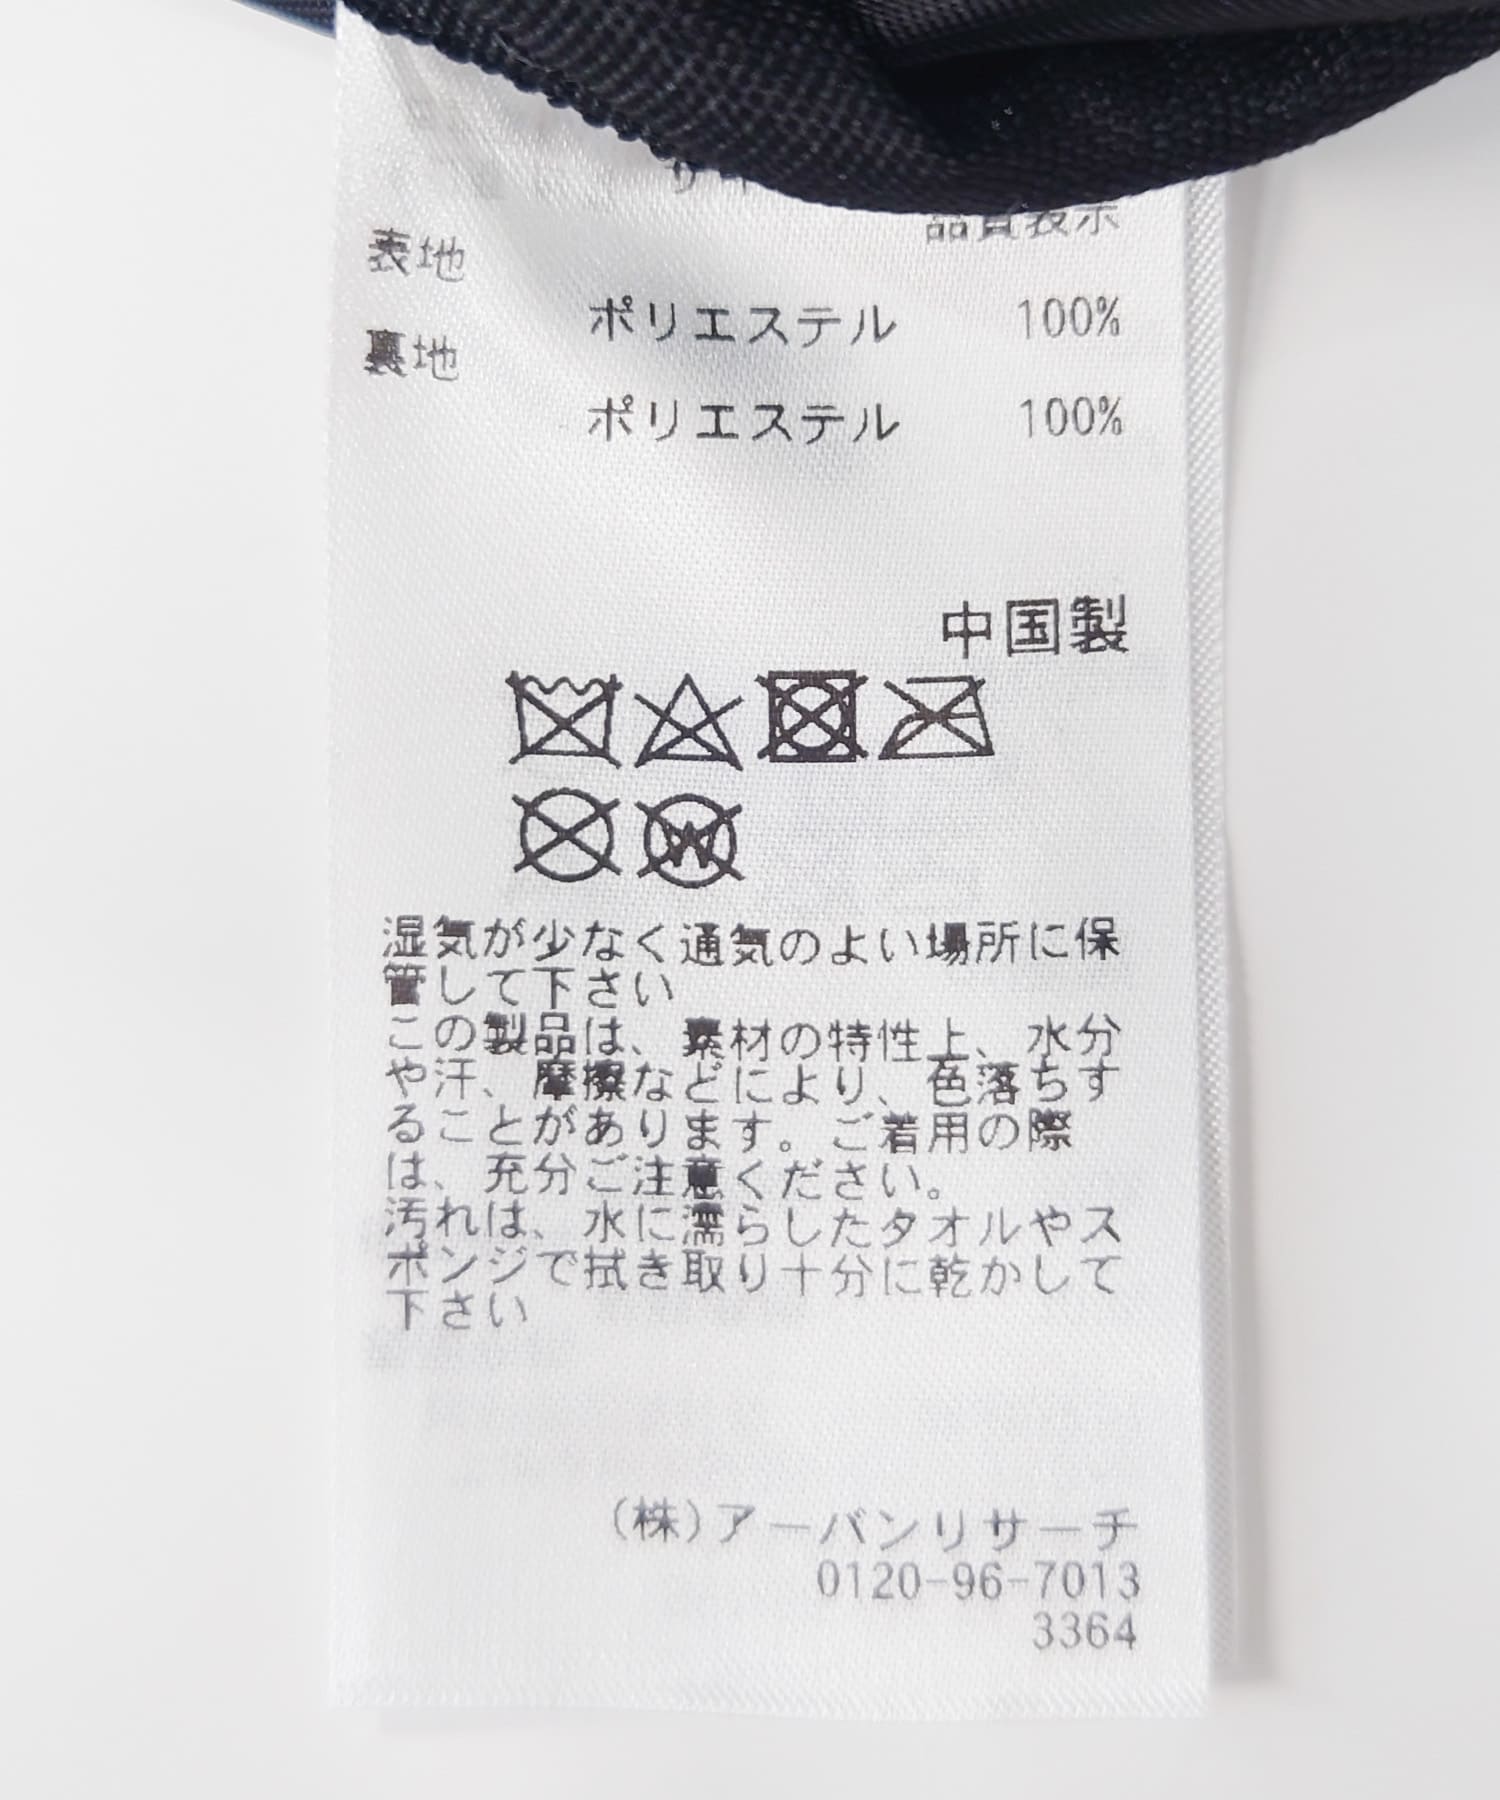 品質表示
表地
ポリエステル 100%
裏地
ポリエステル 100%
中国製
湿気が少なく通気のよい場所に保
管して下さい
この製品は、素材の特性上、水分
や汗、摩擦などにより、色落ちす
ることがあります。ご着用の際
は、充分ご注意ください。
汚れは、水に濡らしたタオルやス
ポンジで拭き取り十分に乾かして
下さい
(株)アーバンリサーチ
0120-96-7013
3364